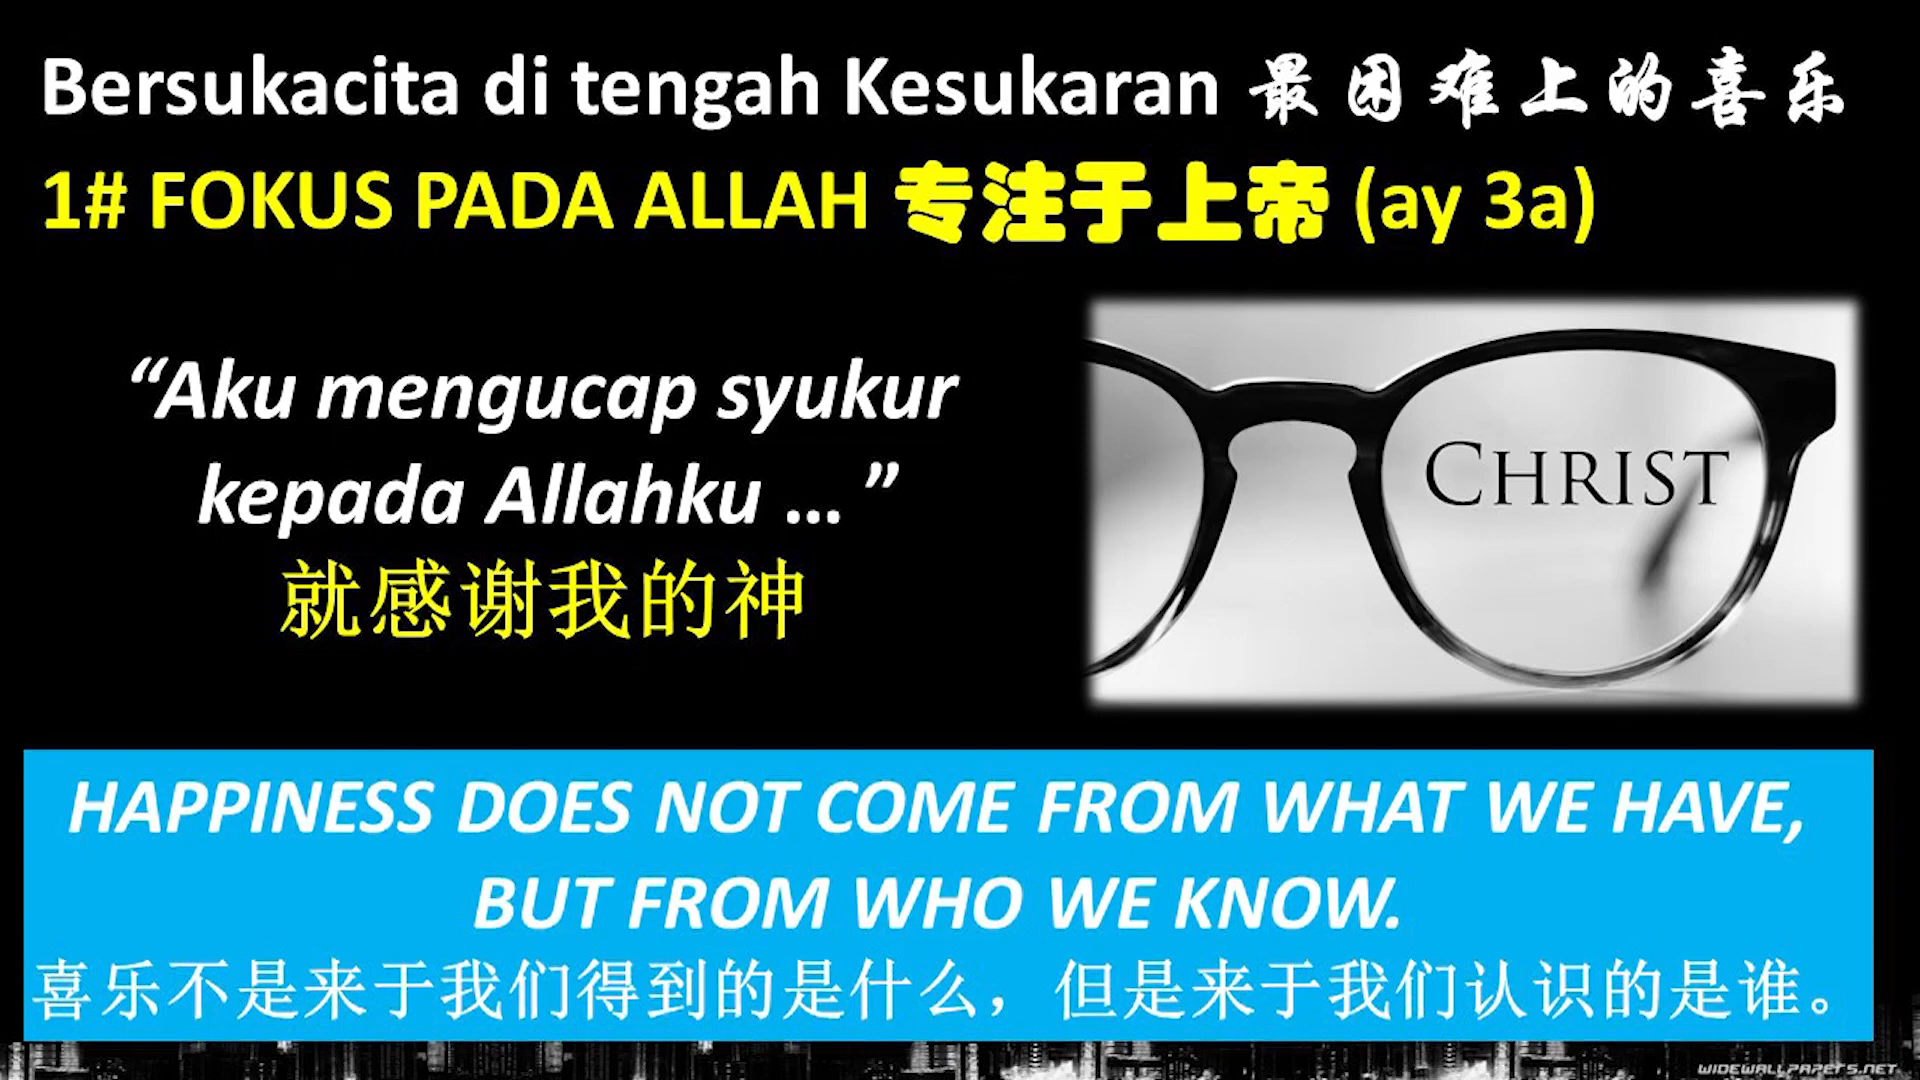 Bersukacita di tengah Kesukaran 最困难上的喜乐
1# FOKUS PADA ALLAH 专注于上帝 (ay 3a)
“Aku mengucap syukur
kepada Allahku ... ”
就感谢我的神
CHRIST
HAPPINESS DOES NOT COME FROM WHAT WE HAVE,
BUT FROM WHO WE KNOW.
喜乐不是来于我们得到的是什么，但是来于我们认识的是谁。
WIDEWALLPAPERS.NET